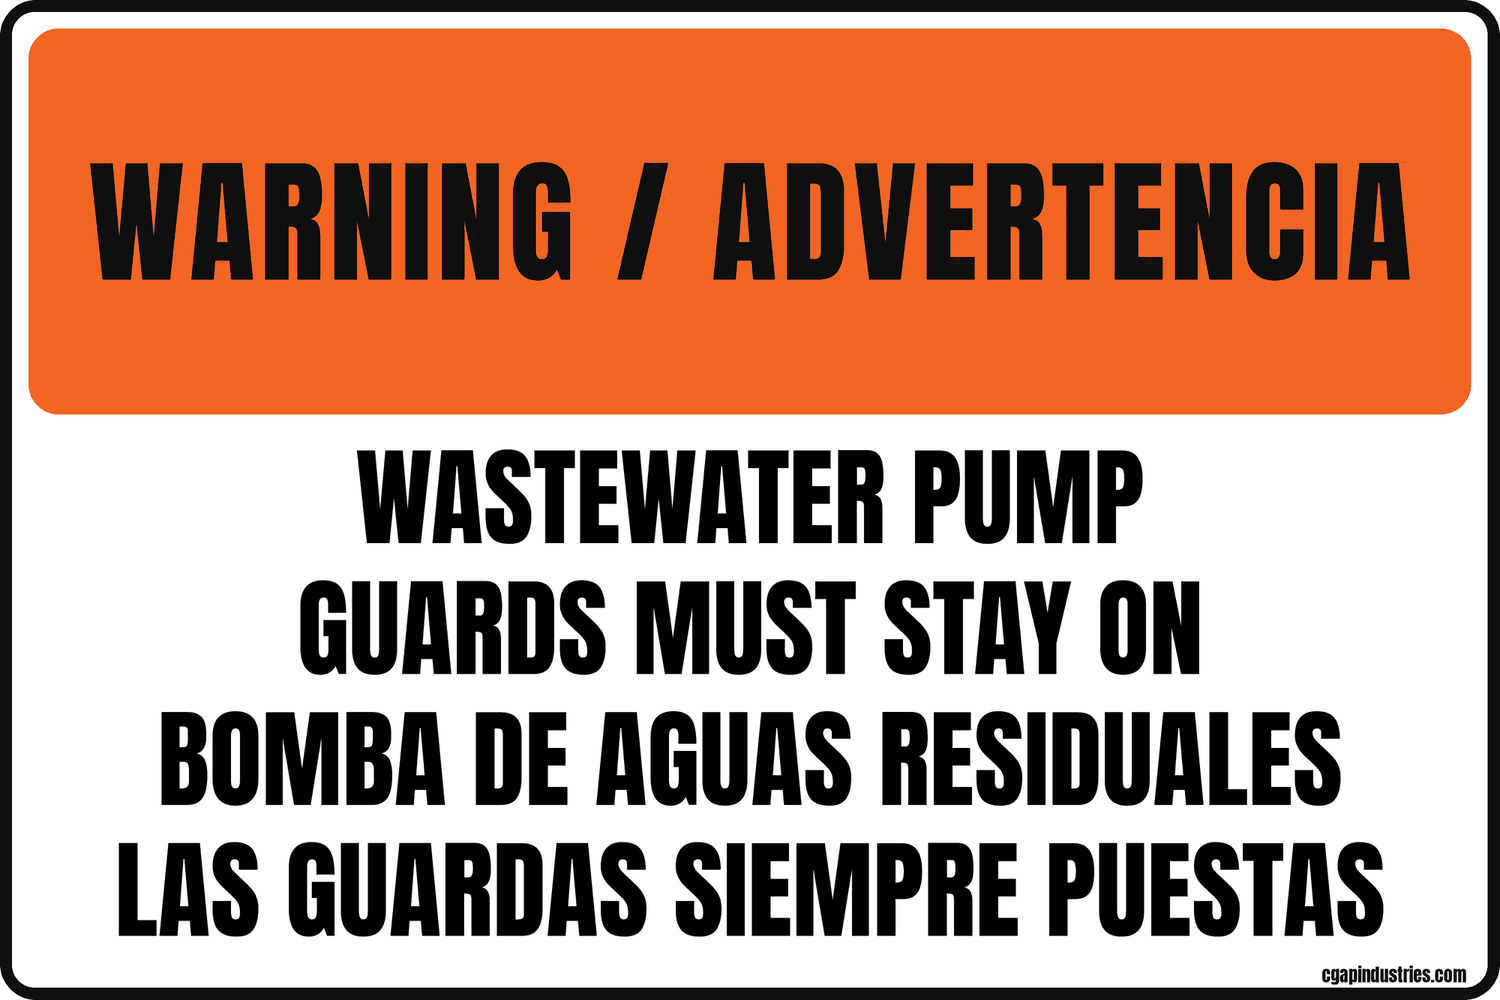 WARNING / ADVERTENCIA
WASTEWATER PUMP
GUARDS MUST STAY ON
BOMBA DE AGUAS RESIDUALES
LAS GUARDAS SIEMPRE PUESTAS
cgapindustries.com